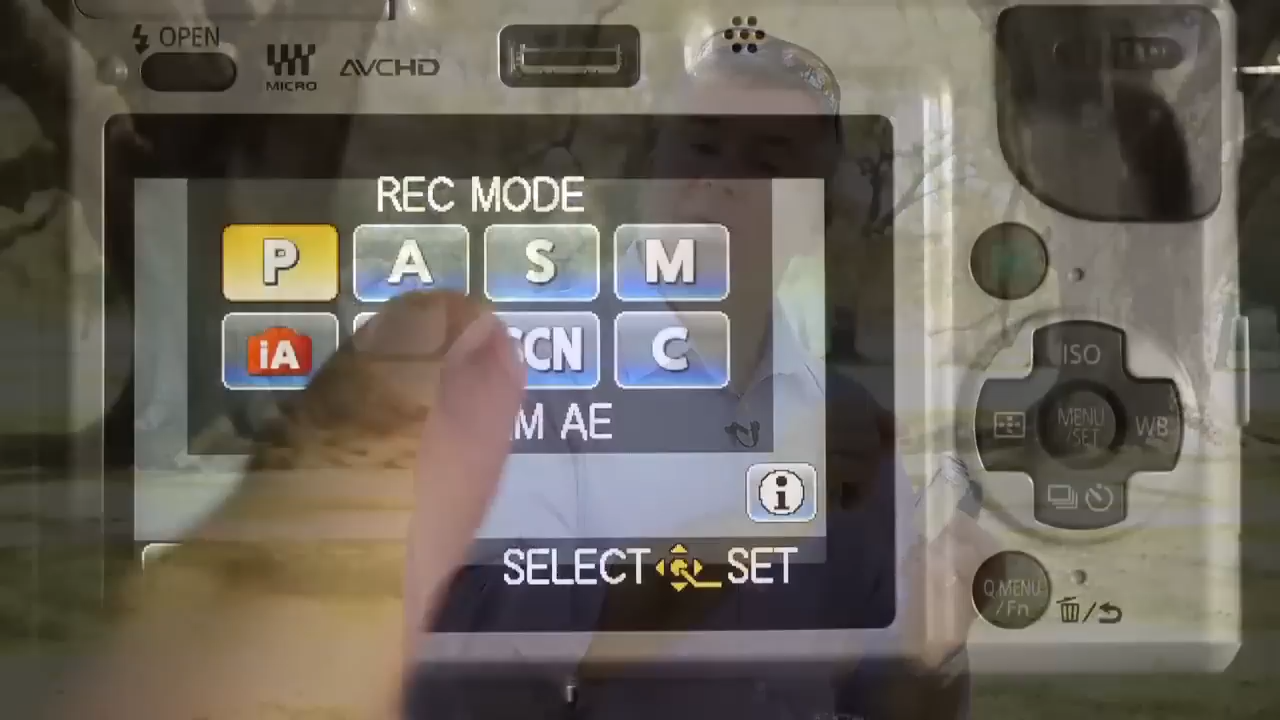 OPEN
MICRO
AVCHD
REC MODE
P A S M
iA SCN C
M AE
SELECT SET
ISO
MENU
/SET
WB
Q.MENU
/Fn